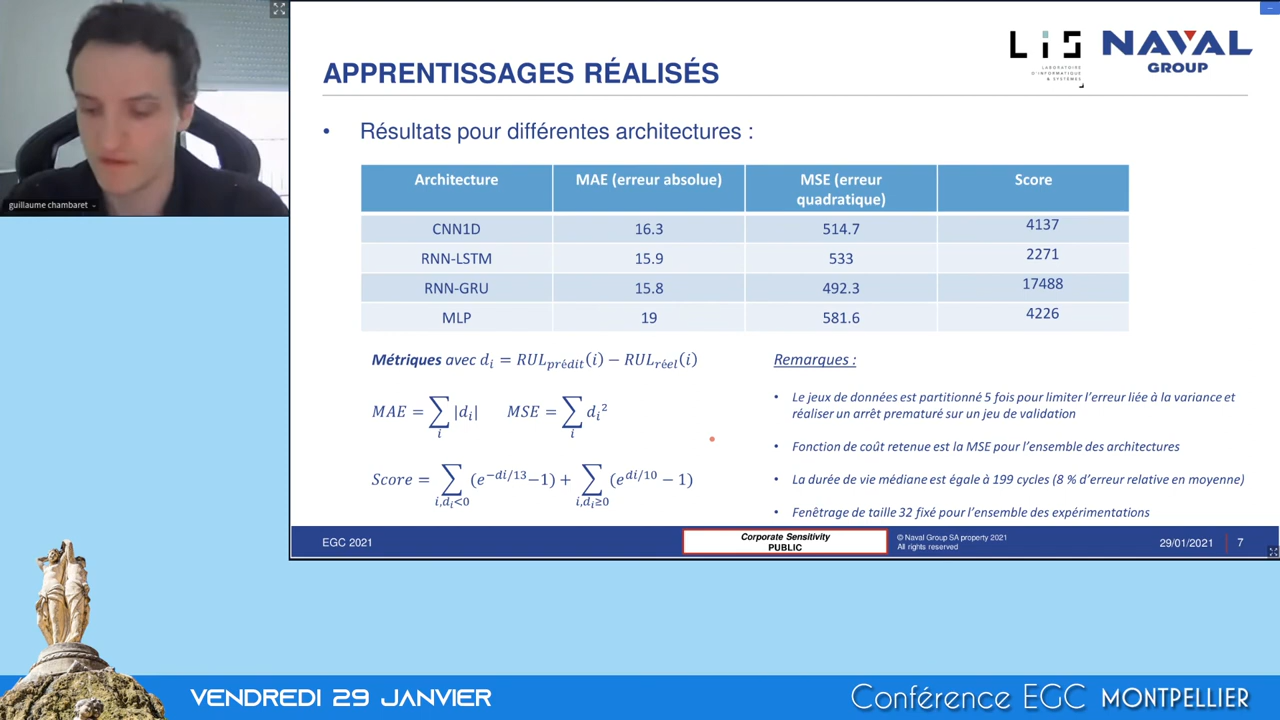 guillaume chambaret
LIS
LABORATOIRE
D'INFORMATIQUE
& SYSTÈMES
NAVAL
GROUP
APPRENTISSAGES RÉALISÉS
• Résultats pour différentes architectures :
Architecture MAE (erreur absolue) MSE (erreur quadratique) Score
CNN1D 16.3 514.7 4137
RNN-LSTM 15.9 533 2271
RNN-GRU 15.8 492.3 17488
MLP 19 581.6 4226
Métriques avec d_i = RUL_prédit(i) − RUL_réel(i)
MAE = ∑_i |d_i| MSE = ∑_i d_i²
Score = ∑_{i,d_i<0} (e^{−di/13}−1) + ∑_{i,d_i≥0} (e^{di/10} − 1)
Remarques :
• Le jeux de données est partitionné 5 fois pour limiter l'erreur liée à la variance et
réaliser un arrêt prematuré sur un jeu de validation
• Fonction de coût retenue est la MSE pour l'ensemble des architectures
• La durée de vie médiane est égale à 199 cycles (8 % d'erreur relative en moyenne)
• Fenêtrage de taille 32 fixé pour l'ensemble des expérimentations
EGC 2021
Corporate Sensitivity
PUBLIC
© Naval Group SA property 2021
All rights reserved
29/01/2021 7
VENDREDI 29 JANVIER
Conférence EGC MONTPELLIER